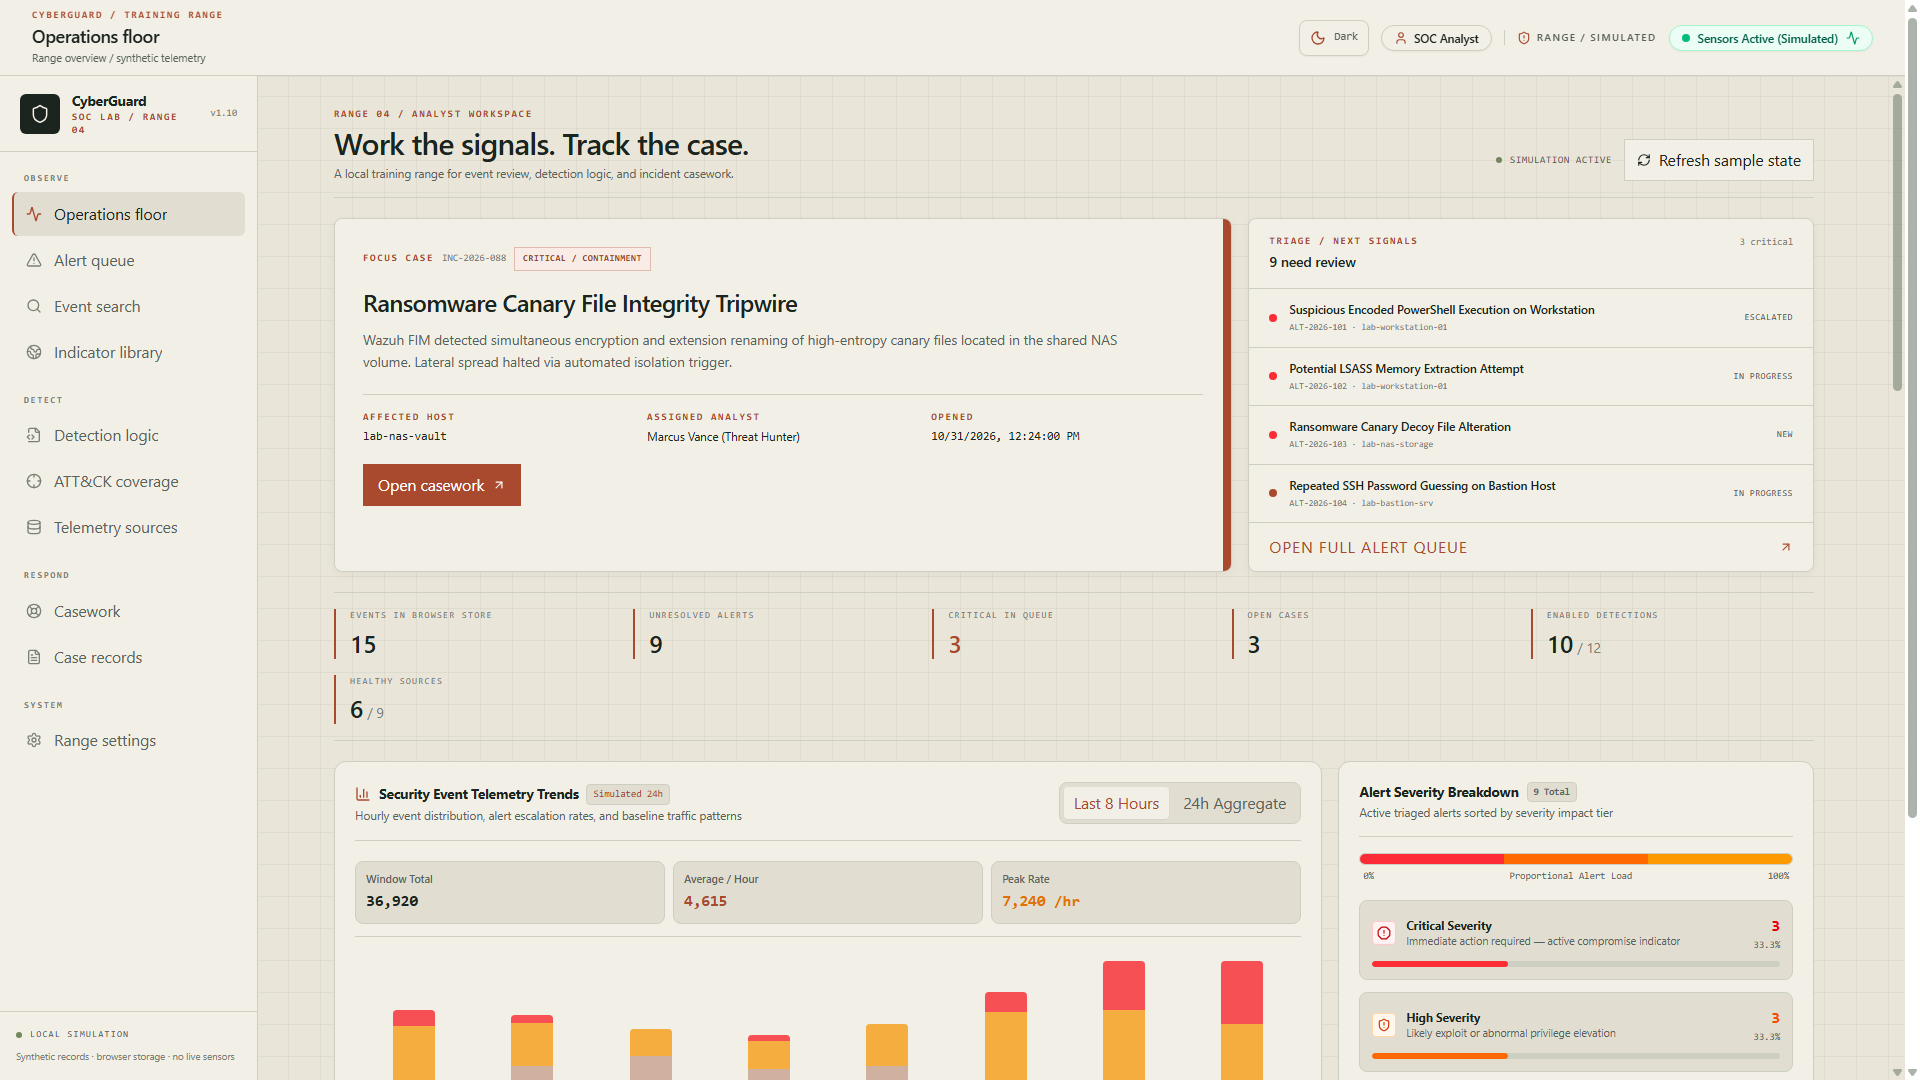 CYBERGUARD / TRAINING RANGE
Operations floor
Range overview / synthetic telemetry
Dark
SOC Analyst
RANGE / SIMULATED
Sensors Active (Simulated)
CyberGuard
SOC LAB / RANGE
04
v1.10
OBSERVE
Operations floor
Alert queue
Event search
Indicator library
DETECT
Detection logic
ATT&CK coverage
Telemetry sources
RESPOND
Casework
Case records
SYSTEM
Range settings
LOCAL SIMULATION
Synthetic records · browser storage · no live sensors
RANGE 04 / ANALYST WORKSPACE
Work the signals. Track the case.
A local training range for event review, detection logic, and incident casework.
SIMULATION ACTIVE
Refresh sample state
FOCUS CASE INC-2026-088 CRITICAL / CONTAINMENT
Ransomware Canary File Integrity Tripwire
Wazuh FIM detected simultaneous encryption and extension renaming of high-entropy canary files located in the shared NAS
volume. Lateral spread halted via automated isolation trigger.
AFFECTED HOST
lab-nas-vault
ASSIGNED ANALYST
Marcus Vance (Threat Hunter)
OPENED
10/31/2026, 12:24:00 PM
Open casework
TRIAGE / NEXT SIGNALS
3 critical
9 need review
Suspicious Encoded PowerShell Execution on Workstation
ALT-2026-101 · lab-workstation-01
ESCALATED
Potential LSASS Memory Extraction Attempt
ALT-2026-102 · lab-workstation-01
IN PROGRESS
Ransomware Canary Decoy File Alteration
ALT-2026-103 · lab-nas-storage
NEW
Repeated SSH Password Guessing on Bastion Host
ALT-2026-104 · lab-bastion-srv
IN PROGRESS
OPEN FULL ALERT QUEUE
EVENTS IN BROWSER STORE
15
UNRESOLVED ALERTS
9
CRITICAL IN QUEUE
3
OPEN CASES
3
ENABLED DETECTIONS
10 / 12
HEALTHY SOURCES
6 / 9
Security Event Telemetry Trends
Simulated 24h
Hourly event distribution, alert escalation rates, and baseline traffic patterns
Last 8 Hours
24h Aggregate
Window Total
36,920
Average / Hour
4,615
Peak Rate
7,240 /hr
Alert Severity Breakdown
9 Total
Active triaged alerts sorted by severity impact tier
0%
Proportional Alert Load
100%
Critical Severity
Immediate action required — active compromise indicator
3
33.3%
High Severity
Likely exploit or abnormal privilege elevation
3
33.3%